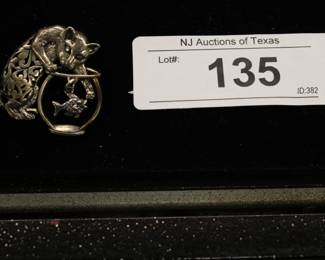 NJ Auctions of Texas
Lot#:
135
ID:382